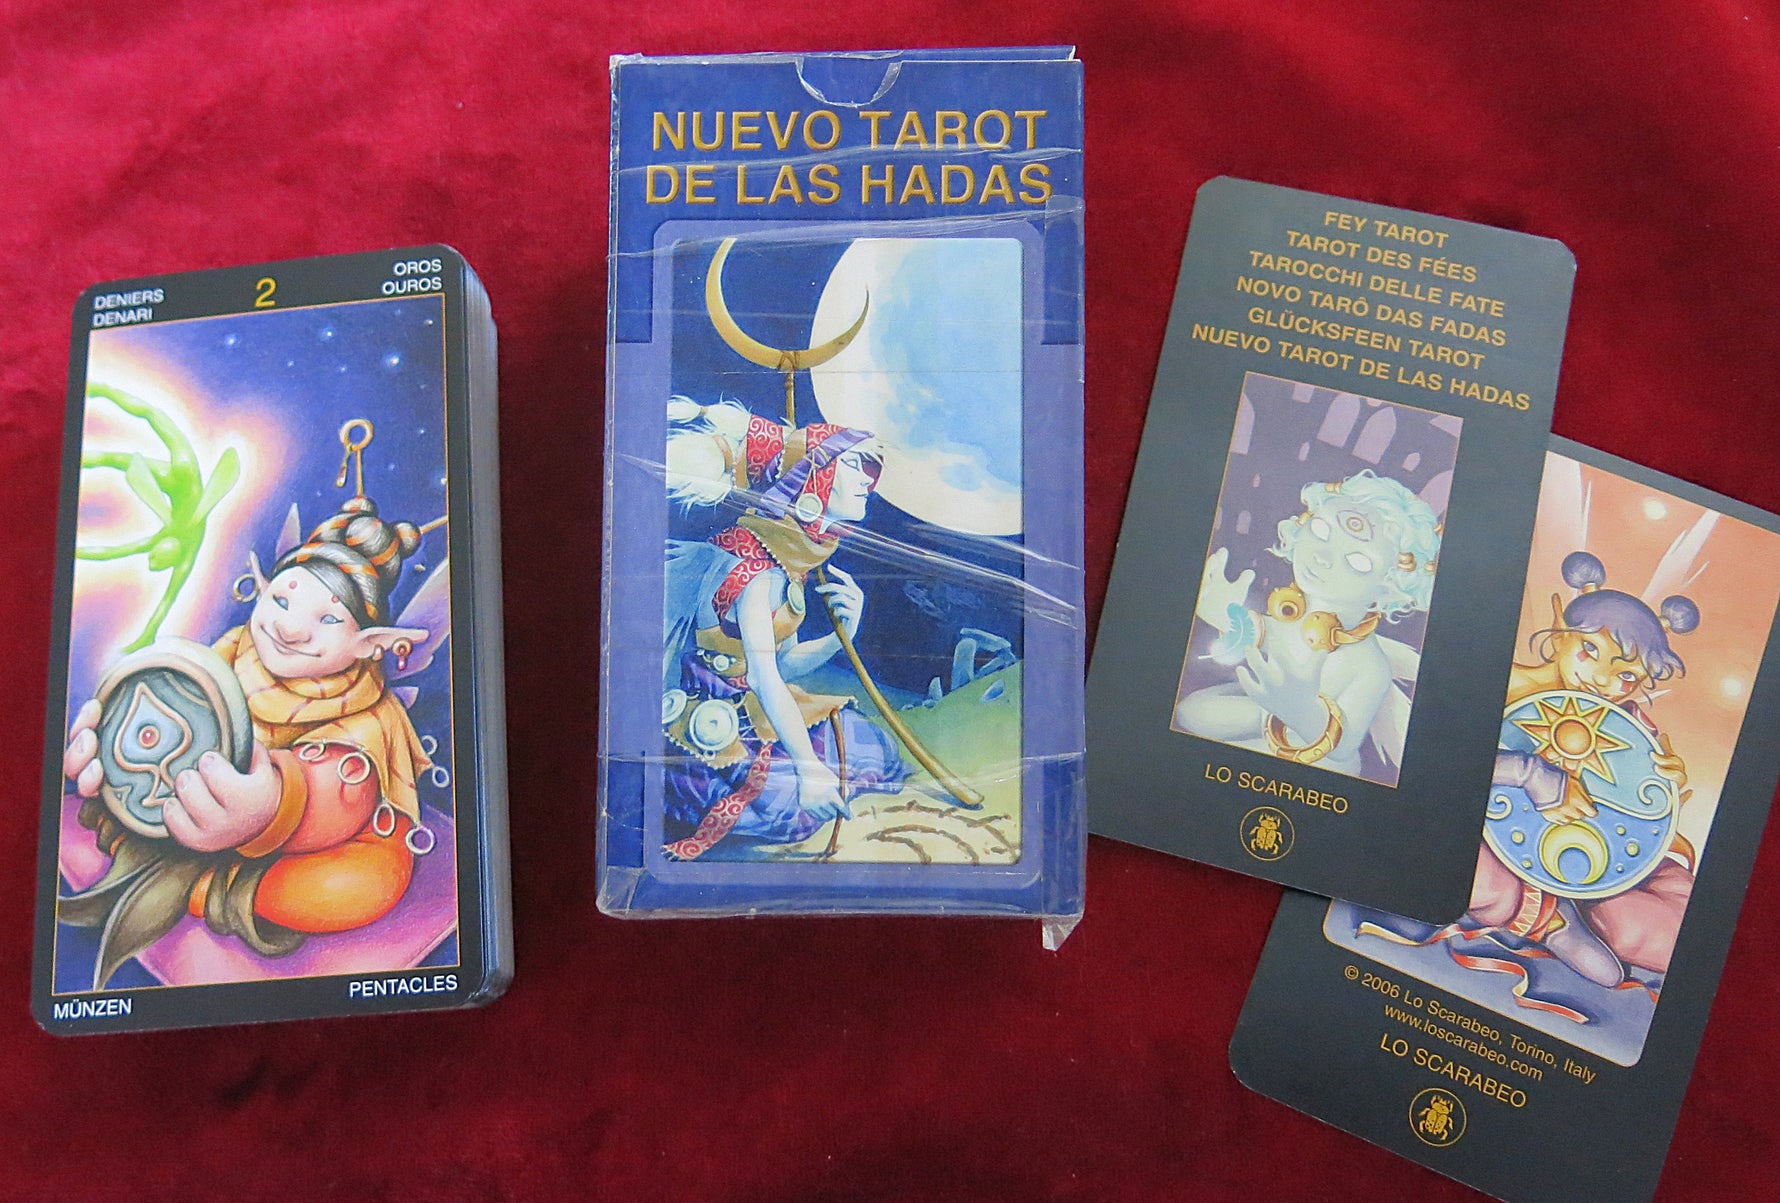 DENIERS
DENARI
2
OROS
OUROS
MÜNZEN
PENTACLES
NUEVO TAROT
DE LAS HADAS
FEY TAROT
TAROT DES FÉES
TAROCCHI DELLE FATE
NOVO TARÔ DAS FADAS
GLÜCKSFEEN TAROT
NUEVO TAROT DE LAS HADAS
LO SCARABEO
© 2006 Lo Scarabeo, Torino, Italy
www.loscarabeo.com
LO SCARABEO